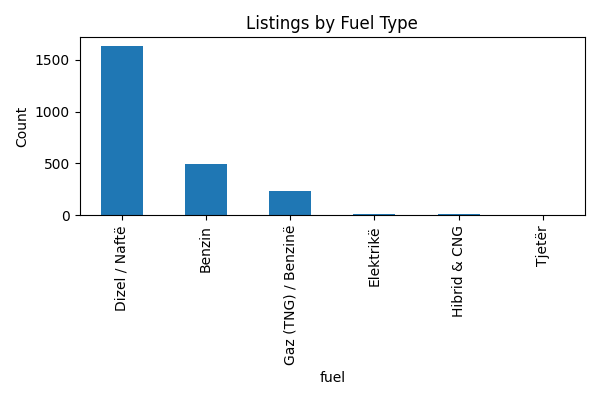 Listings by Fuel Type
Count
1500
1000
500
0
Dizel / Naftë
Benzin
Gaz (TNG) / Benzinë
Elektrikë
Hibrid & CNG
Tjetër
fuel